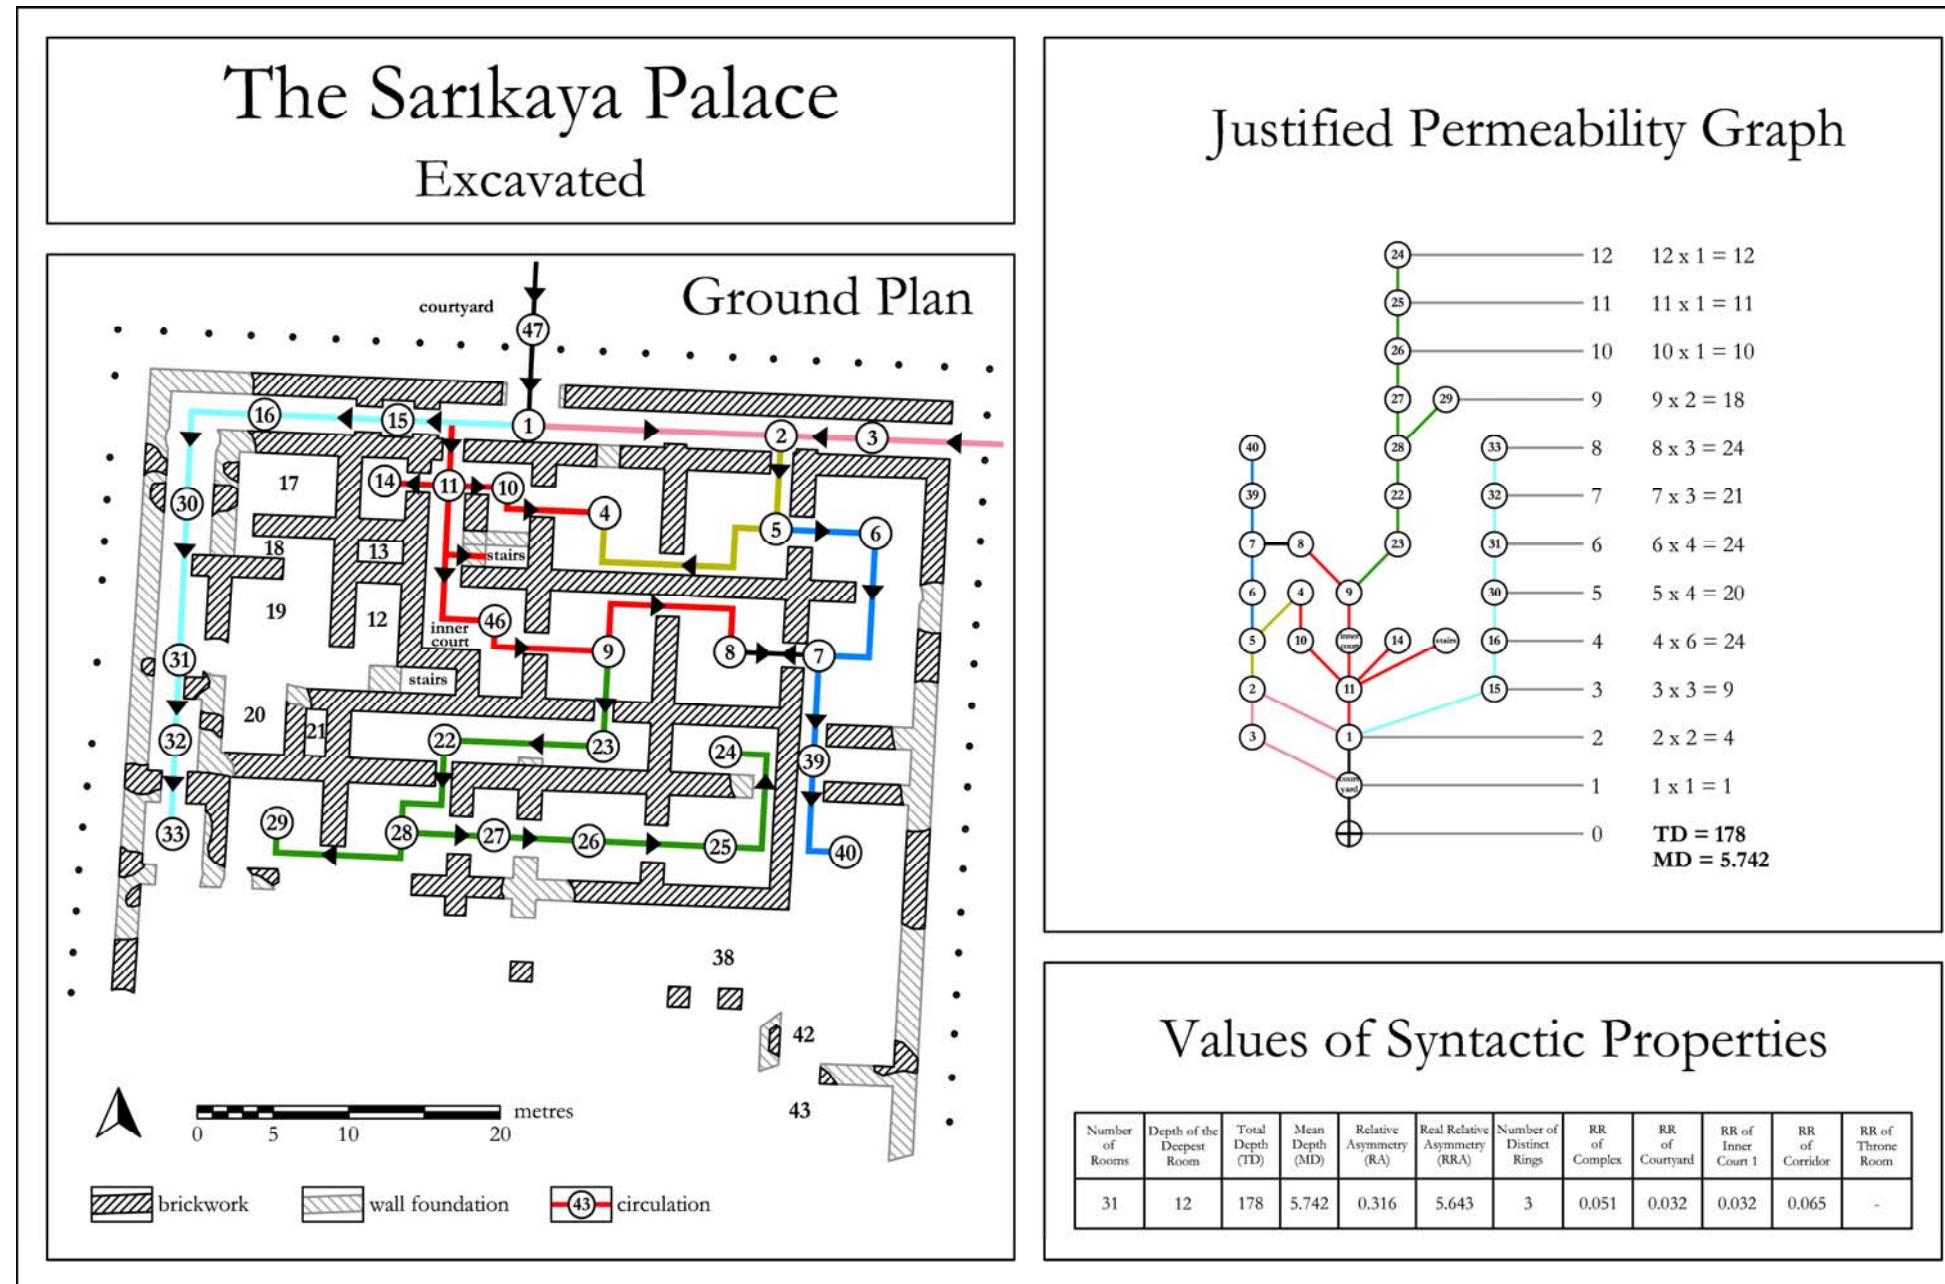 The Sarıkaya Palace
Excavated
Ground Plan
courtyard
47
1
16
15
2
3
17
14
11
10
4
30
5
6
18
13
stairs
19
12
inner
court
46
9
8
7
31
stairs
20
21
32
22
23
24
39
33
29
28
27
26
25
40
38
42
43
metres
0 5 10 20
brickwork
wall foundation
43
circulation
Justified Permeability Graph
24 12 12 x 1 = 12
25 11 11 x 1 = 11
26 10 10 x 1 = 10
27 29 9 9 x 2 = 18
40 28 33 8 8 x 3 = 24
39 22 32 7 7 x 3 = 21
7 8 23 31 6 6 x 4 = 24
6 4 9 30 5 5 x 4 = 20
5 10 inner court 14 stairs 16 4 4 x 6 = 24
2 11 15 3 3 x 3 = 9
3 1 2 2 x 2 = 4
court yard 1 1 x 1 = 1
0 TD = 178
MD = 5.742
Values of Syntactic Properties
Number of Rooms
Depth of the Deepest Room
Total Depth (TD)
Mean Depth (MD)
Relative Asymmetry (RA)
Real Relative Asymmetry (RRA)
Number of Distinct Rings
RR of Complex
RR of Courtyard
RR of Inner Court 1
RR of Corridor
RR of Throne Room
31 12 178 5.742 0.316 5.643 3 0.051 0.032 0.032 0.065 -